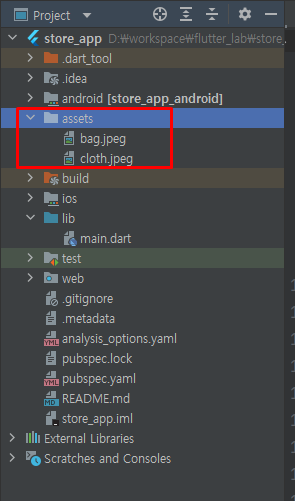 Project
store_app D:₩workspace₩flutter_lab₩store_
.dart_tool
.idea
android [store_app_android]
assets
bag.jpeg
cloth.jpeg
build
ios
lib
main.dart
test
web
.gitignore
.metadata
YML analysis_options.yaml
pubspec.lock
YML pubspec.yaml
MD README.md
store_app.iml
External Libraries
Scratches and Consoles